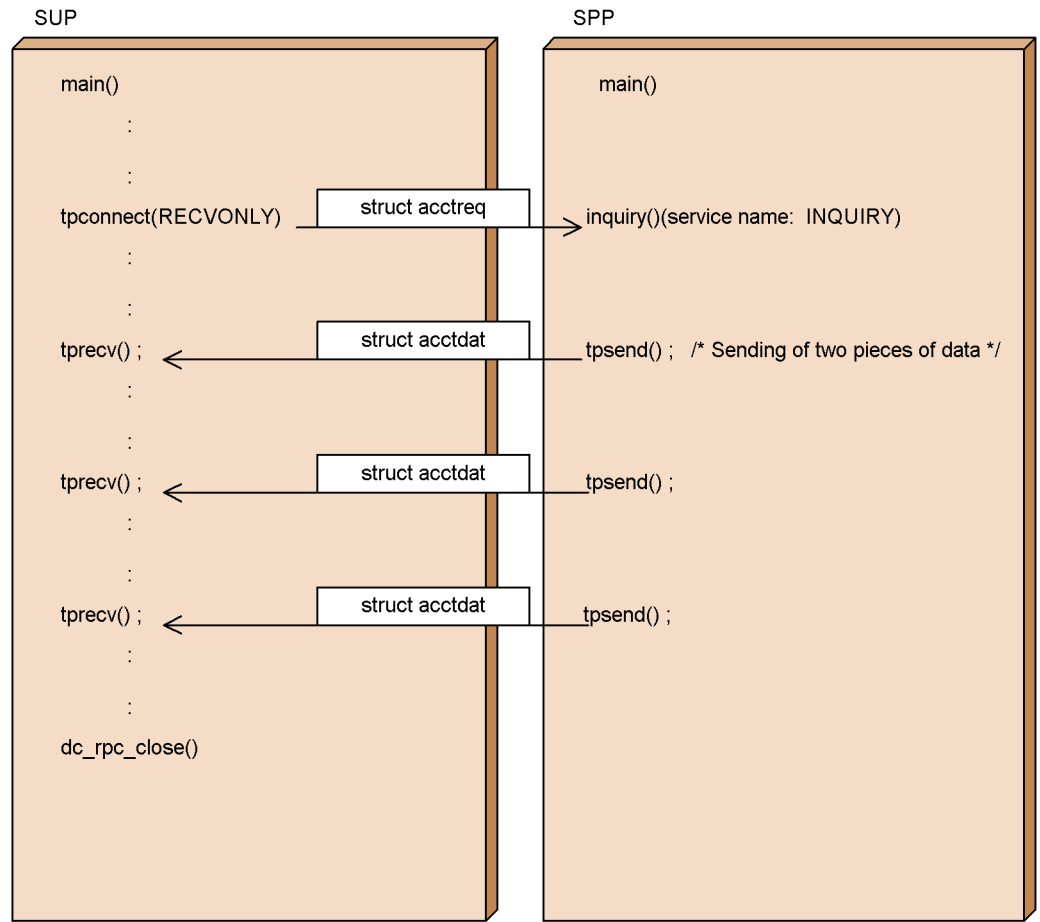 SUP
SPP
main()
main()
:
:
tpconnect(RECVONLY)
struct acctreq
inquiry()(service name: INQUIRY)
:
:
tprecv() ;
struct acctdat
tpsend() ; /* Sending of two pieces of data */
:
:
tprecv() ;
struct acctdat
tpsend() ;
:
:
tprecv() ;
struct acctdat
tpsend() ;
:
:
dc_rpc_close()